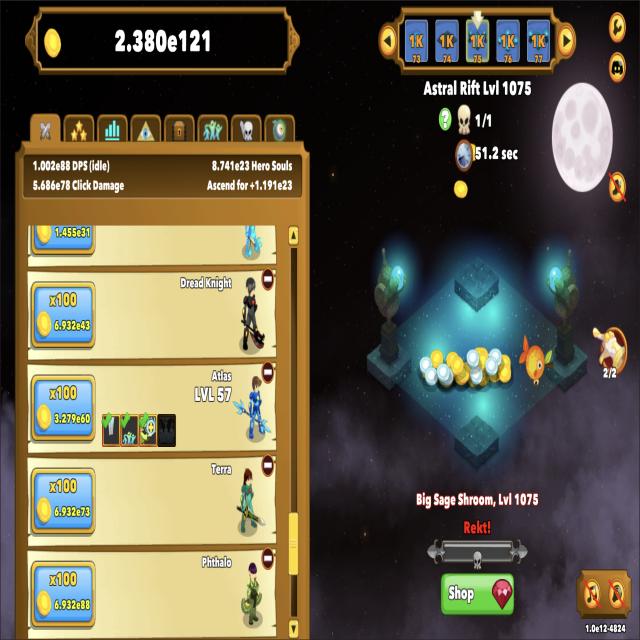 2.380e121
1K 1K 1K 1K 1K
73 74 75 76 77
Astral Rift Lvl 1075
1/1
51.2 sec
1.002e88 DPS (idle)
8.741e23 Hero Souls
5.686e78 Click Damage
Ascend for +1.191e23
1.455e31
Dread Knight
x100
6.932e43
Atlas
x100
LVL 57
3.279e60
Terra
x100
6.932e73
Phthalo
x100
6.932e88
2/2
Big Sage Shroom, Lvl 1075
Rekt!
Shop
1.0e12-4824